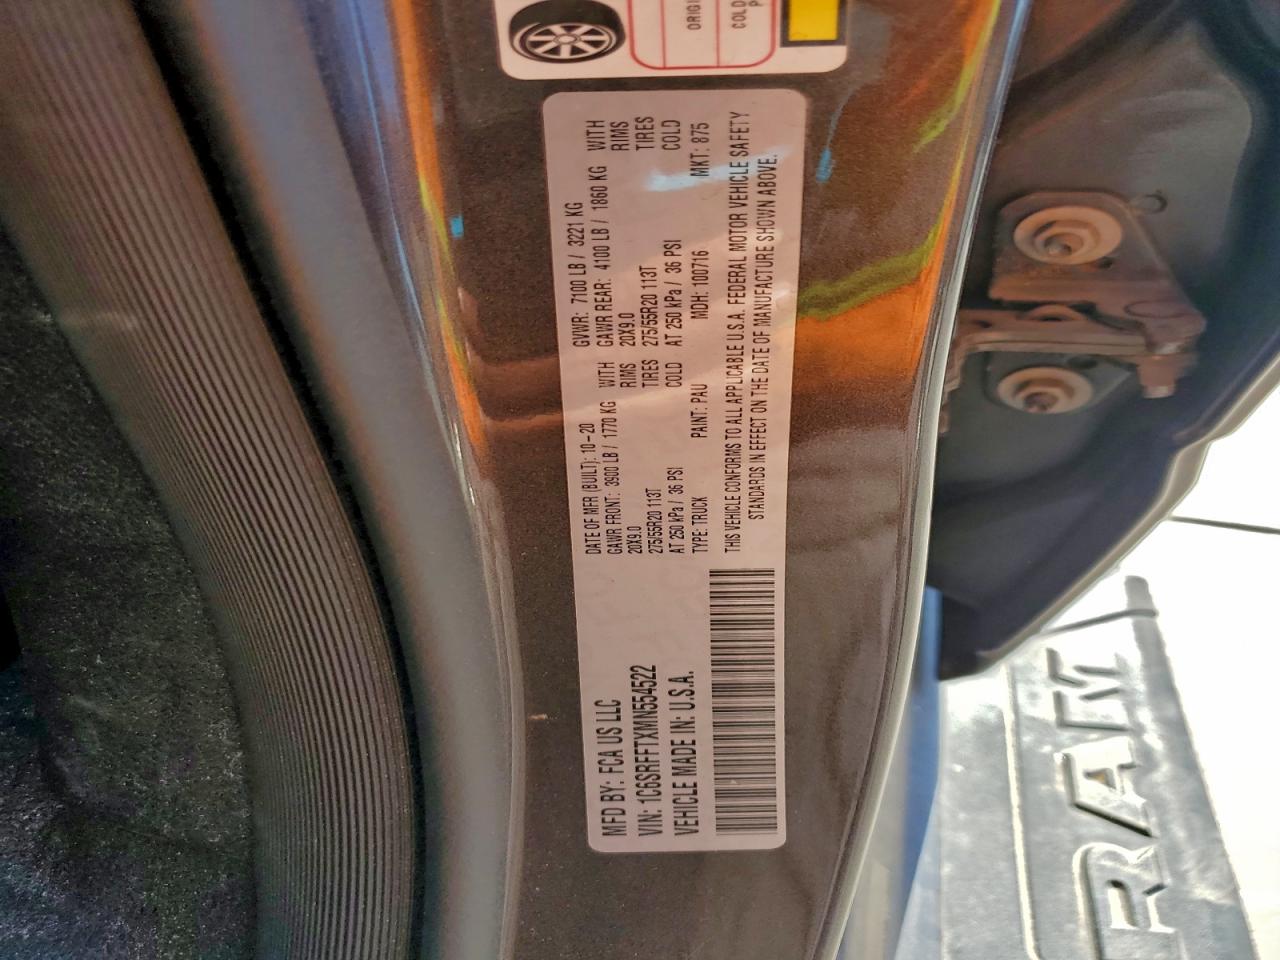 MFD BY: FCA US LLC
VIN: 1C6SRFFTXMN554522
VEHICLE MADE IN: U.S.A.
DATE OF MFR (BUILT): 10-20 GVWR: 7100 LB / 3221 KG
GAWR FRONT: 3900 LB / 1770 KG WITH GAWR REAR: 4100 LB / 1860 KG WITH
20X9.0 RIMS 20X9.0 RIMS
275/55R20 113T TIRES 275/55R20 113T TIRES
AT 250 kPa / 36 PSI COLD AT 250 kPa / 36 PSI COLD
TYPE: TRUCK PAINT: PAU MDH: 100716 MKT: 875
THIS VEHICLE CONFORMS TO ALL APPLICABLE U.S.A. FEDERAL MOTOR VEHICLE SAFETY
STANDARDS IN EFFECT ON THE DATE OF MANUFACTURE SHOWN ABOVE.
ORIGI
COLD
P
RAM